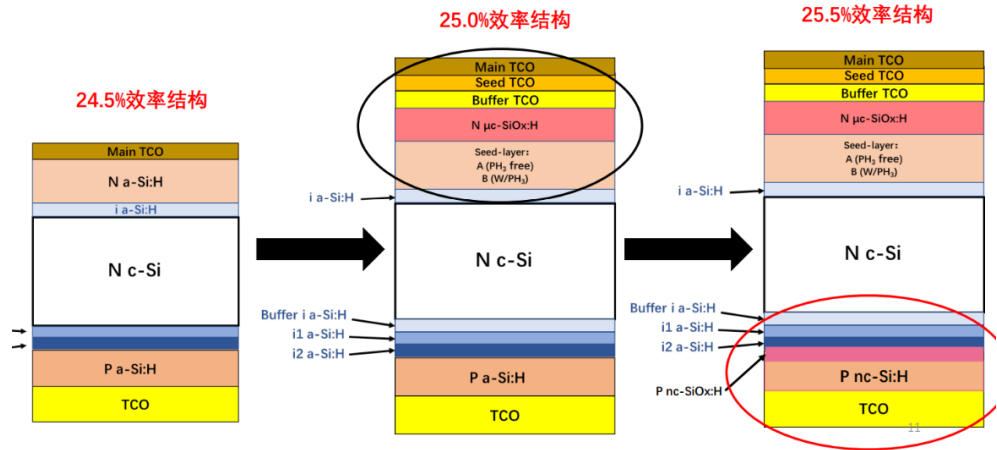 24.5%效率结构
Main TCO
N a-Si:H
i a-Si:H
N c-Si
P a-Si:H
TCO
25.0%效率结构
Main TCO
Seed TCO
Buffer TCO
N μc-SiOx:H
Seed-layer:
A (PH₃ free)
B (W/PH₃)
i a-Si:H
N c-Si
Buffer i a-Si:H
i1 a-Si:H
i2 a-Si:H
P a-Si:H
TCO
25.5%效率结构
Main TCO
Seed TCO
Buffer TCO
N μc-SiOx:H
Seed-layer:
A (PH₃ free)
B (W/PH₃)
i a-Si:H
N c-Si
Buffer i a-Si:H
i1 a-Si:H
i2 a-Si:H
P nc-SiOx:H
P nc-Si:H
TCO
11